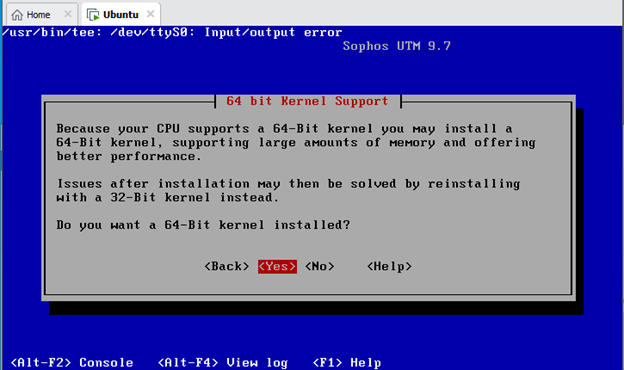 Home
Ubuntu
/usr/bin/tee: /dev/ttyS0: Input/output error
Sophos UTM 9.7
64 bit Kernel Support
Because your CPU supports a 64-Bit kernel you may install a
64-Bit kernel, supporting large amounts of memory and offering
better performance.
Issues after installation may then be solved by reinstalling
with a 32-Bit kernel instead.
Do you want a 64-Bit kernel installed?
<Back> <Yes> <No> <Help>
<Alt-F2> Console <Alt-F4> View log <F1> Help